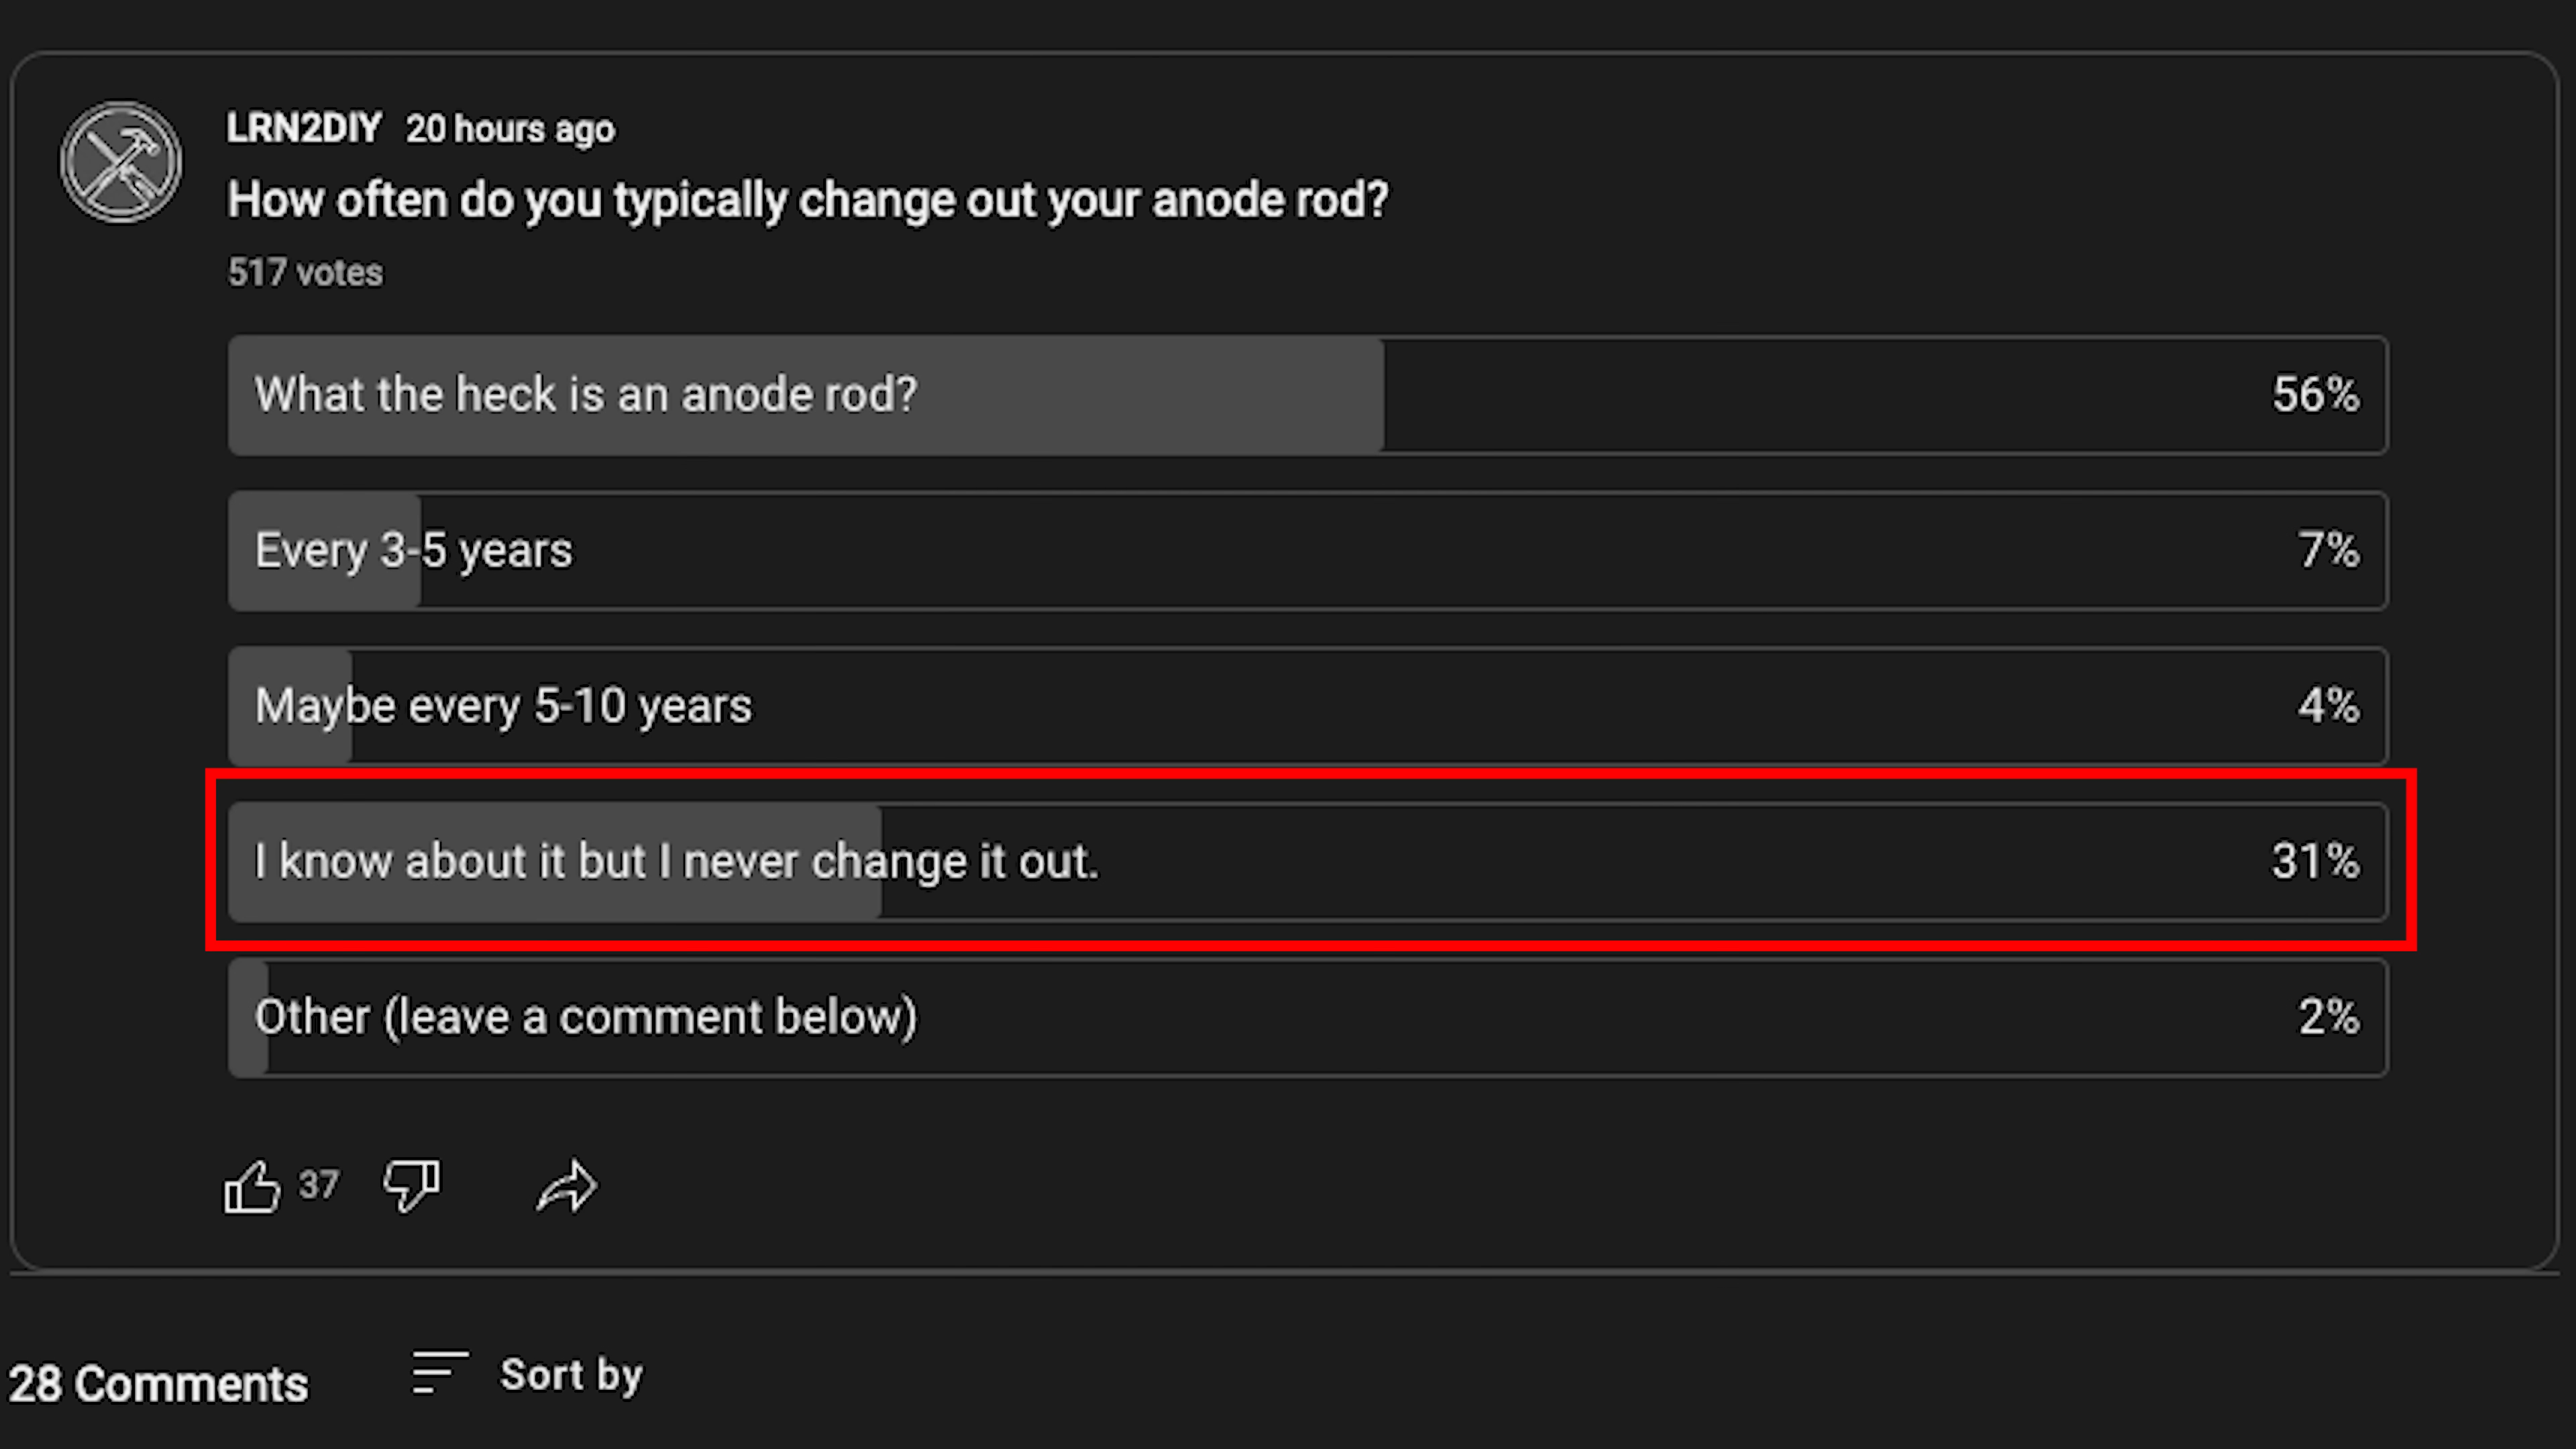 LRN2DIY 20 hours ago
How often do you typically change out your anode rod?
517 votes
What the heck is an anode rod? 56%
Every 3-5 years 7%
Maybe every 5-10 years 4%
I know about it but I never change it out. 31%
Other (leave a comment below) 2%
37
28 Comments Sort by